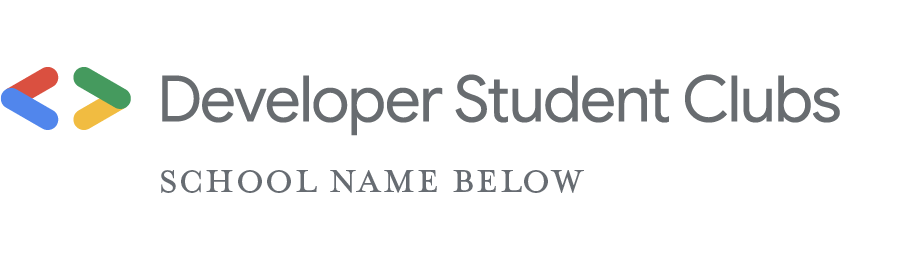 Developer Student Clubs
SCHOOL NAME BELOW